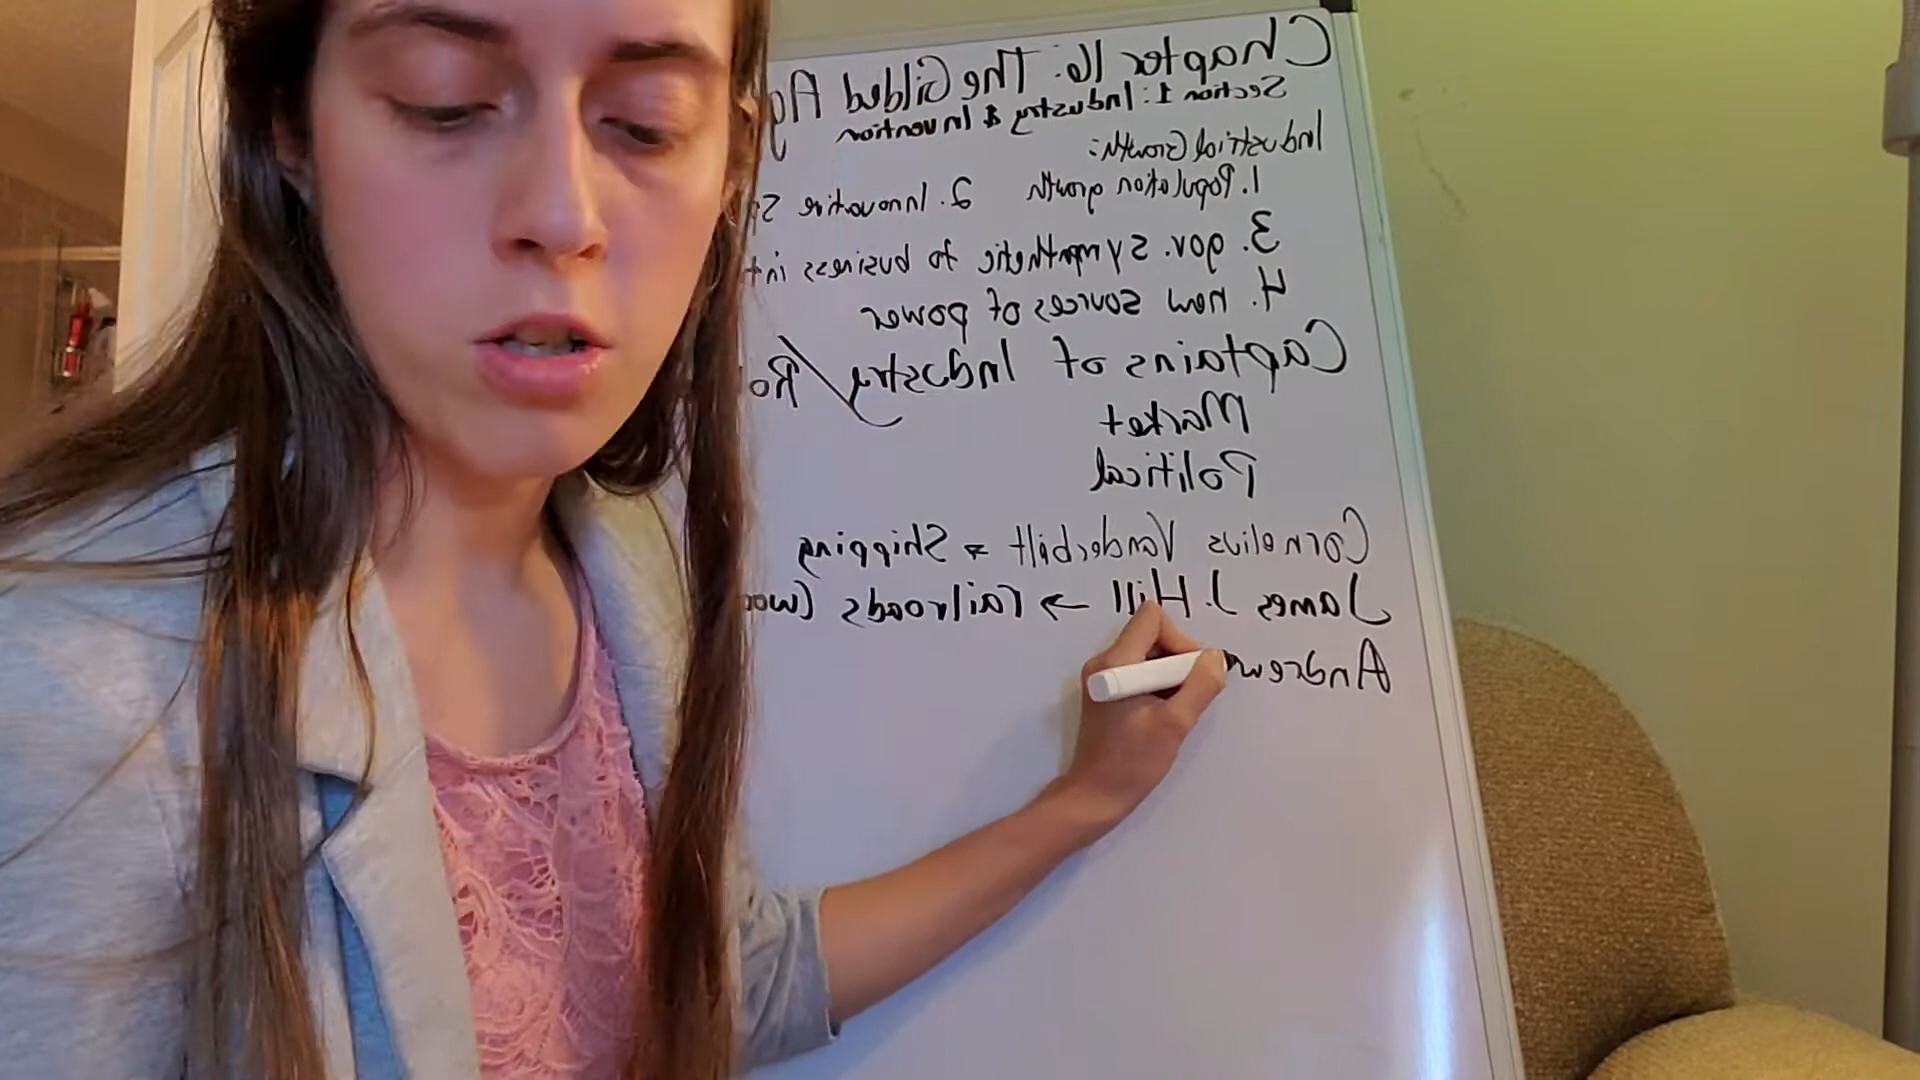 Chapter 16: The Gilded Ag
Section 1: Industry & Invention
Industrial Growth:
1. Population growth 2. Innovative S
3. gov. sympathetic to business int
4. new sources of power
Captains of Industry/Ro
Market
Political
Cornelius Vanderbilt → Shipping
James J. Hill → railroads
Andrew